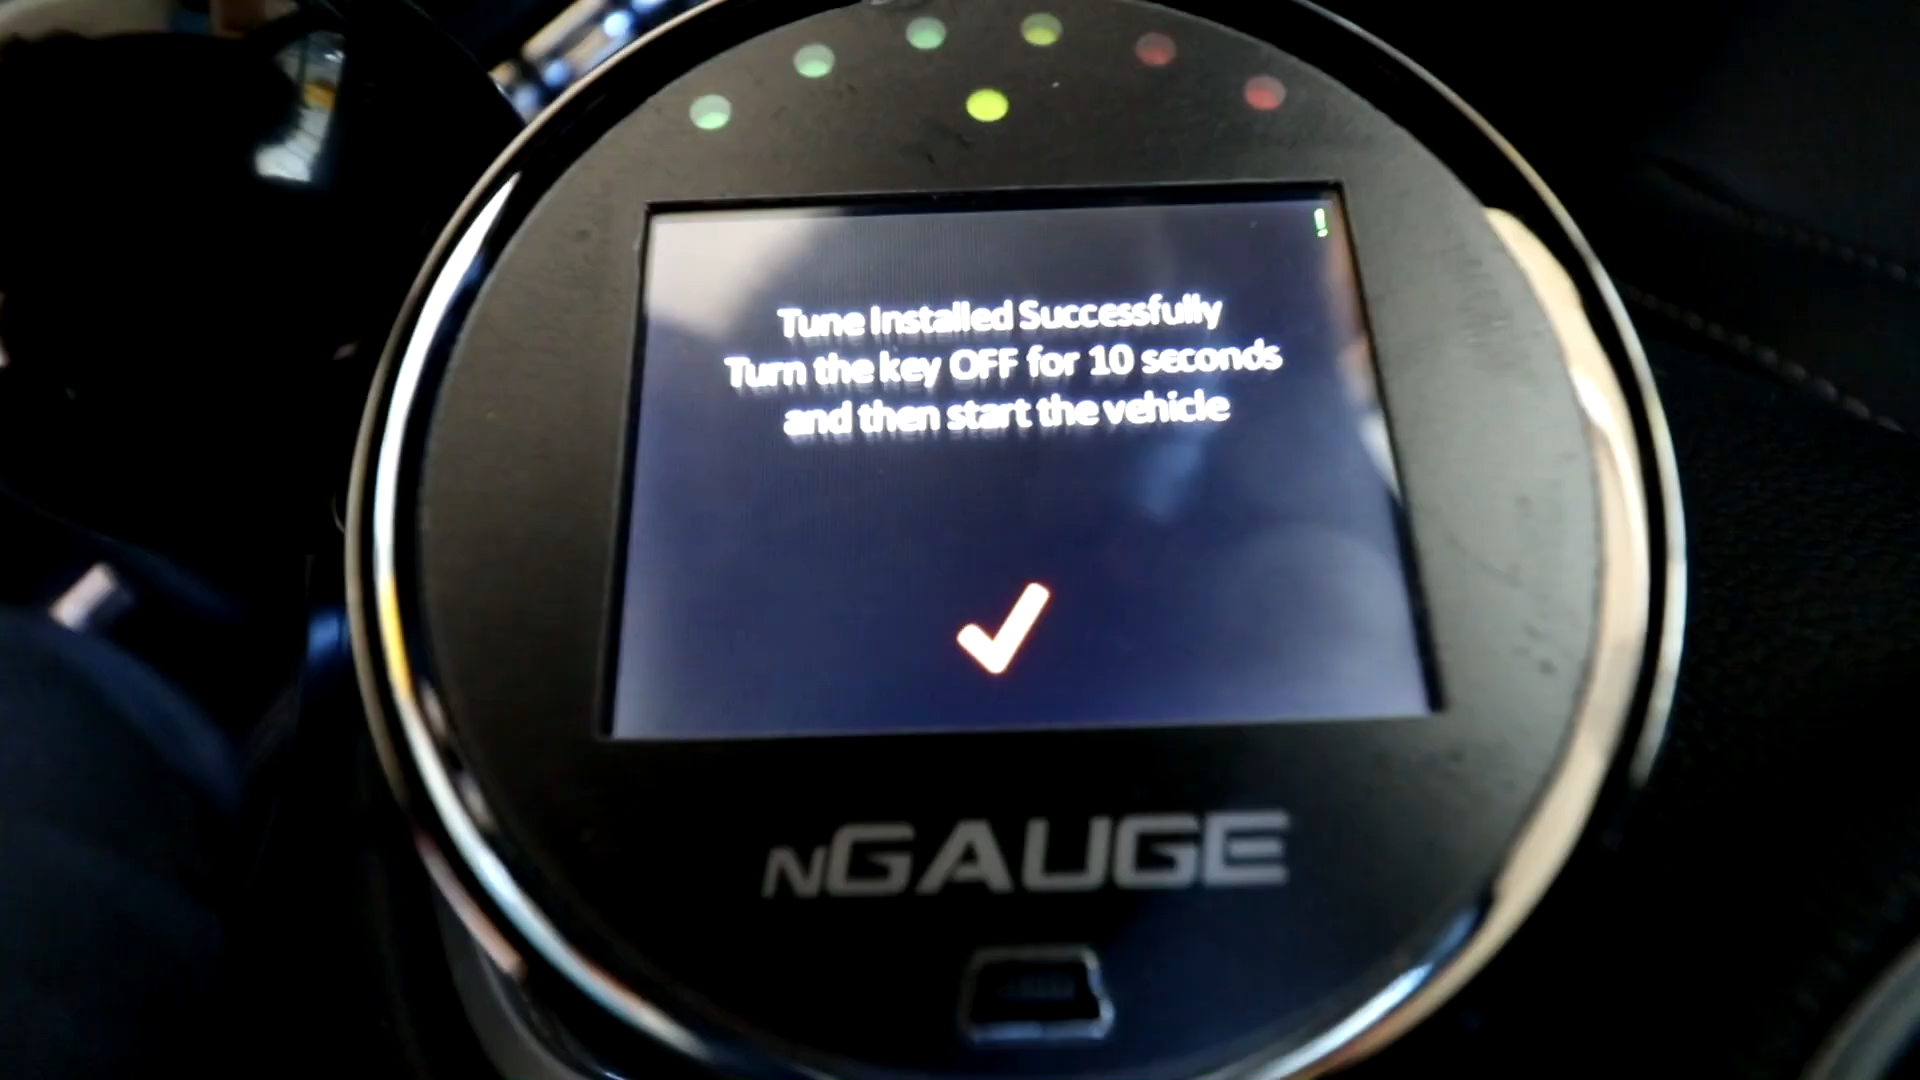 !
Tune Installed Successfully
Turn the key OFF for 10 seconds
and then start the vehicle
nGAUGE